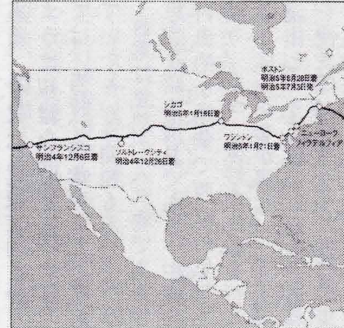 ボストン
明治5年6月28日着
明治5年7月3日発
シカゴ
明治5年1月18日着
ワシントン
明治5年1月21日着
ニューヨーク
フィラデルフィア
サンフランシスコ
明治4年12月6日着
ソルトレークシティ
明治4年12月26日着